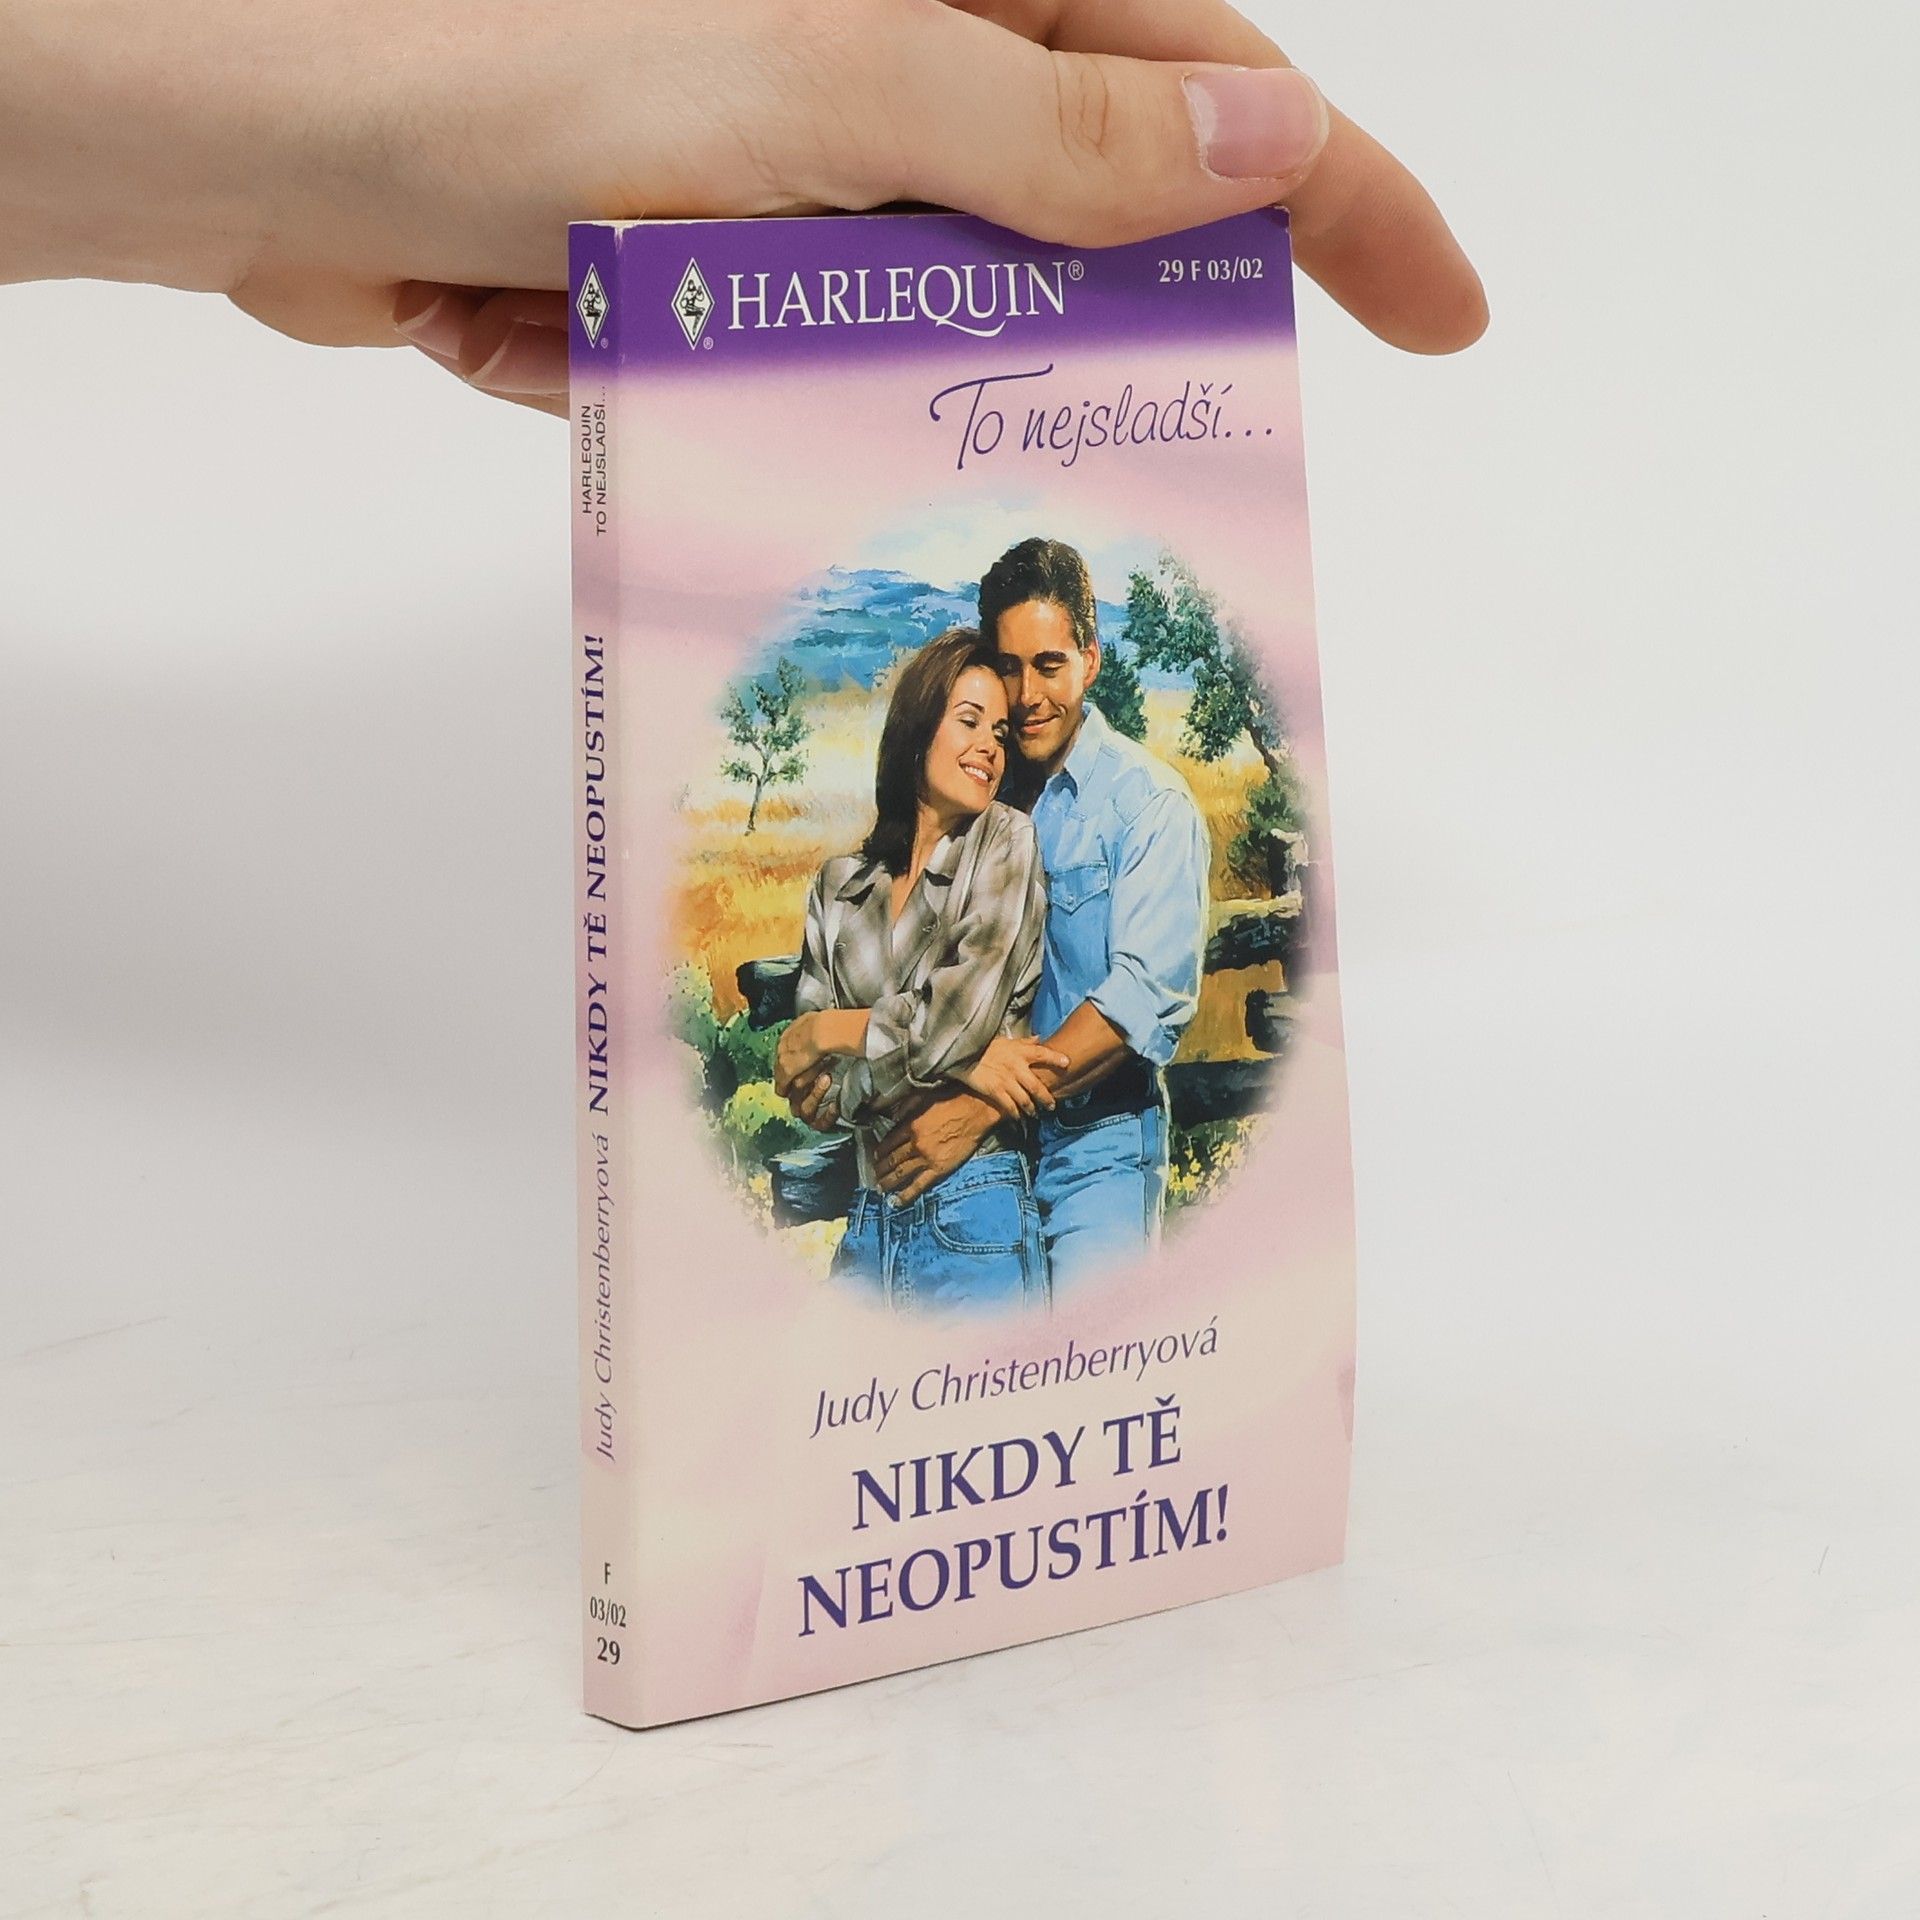 HARLEQUIN®
29 F 03/02
To nejsladší...
Judy Christenberryová
NIKDY TĚ
NEOPUSTÍM!
HARLEQUIN
TO NEJSLADŠÍ...
Judy Christenberryová NIKDY TĚ NEOPUSTÍM!
F
03/02
29